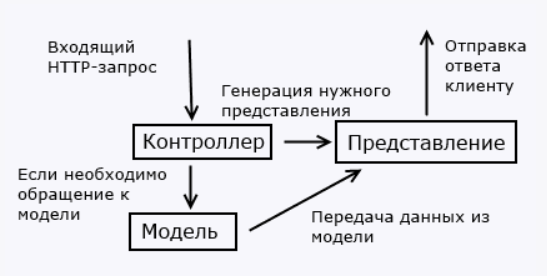 Входящий
HTTP-запрос
Отправка
ответа
клиенту
Генерация нужного
представления
Контроллер
Представление
Если необходимо
обращение к
модели
Модель
Передача данных из
модели